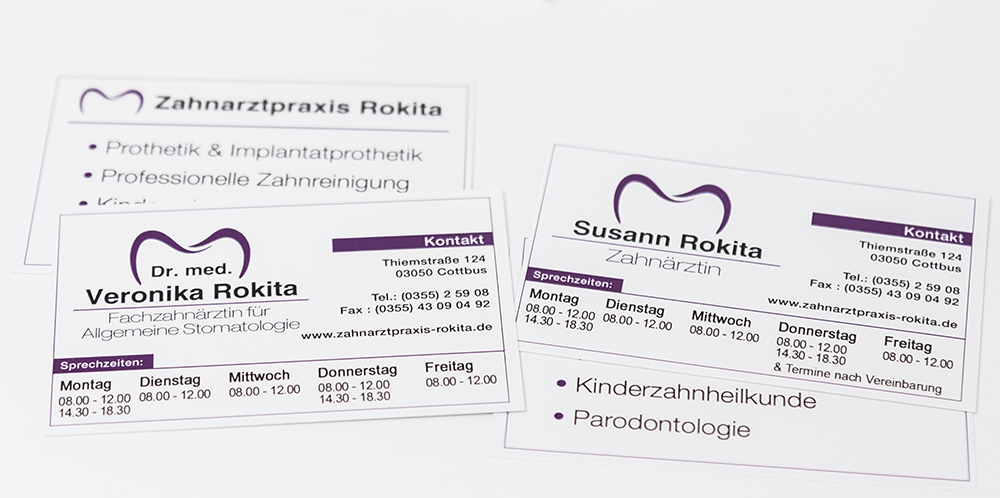 Zahnarztpraxis Rokita
• Prothetik & Implantatprothetik
• Professionelle Zahnreinigung
Dr. med.
Veronika Rokita
Fachzahnärztin für
Allgemeine Stomatologie
Kontakt
Thiemstraße 124
03050 Cottbus
Tel.: (0355) 2 59 08
Fax : (0355) 43 09 04 92
www.zahnarztpraxis-rokita.de
Sprechzeiten:
Montag Dienstag Mittwoch Donnerstag Freitag
08.00 - 12.00 08.00 - 12.00 08.00 - 12.00 08.00 - 12.00 08.00 - 12.00
14.30 - 18.30 14.30 - 18.30
Susann Rokita
Zahnärztin
Kontakt
Thiemstraße 124
03050 Cottbus
Tel.: (0355) 2 59 08
Fax : (0355) 43 09 04 92
www.zahnarztpraxis-rokita.de
Sprechzeiten:
Montag Dienstag Mittwoch Donnerstag Freitag
08.00 - 12.00 08.00 - 12.00 08.00 - 12.00 08.00 - 12.00 08.00 - 12.00
14.30 - 18.30 14.30 - 18.30
& Termine nach Vereinbarung
• Kinderzahnheilkunde
• Parodontologie